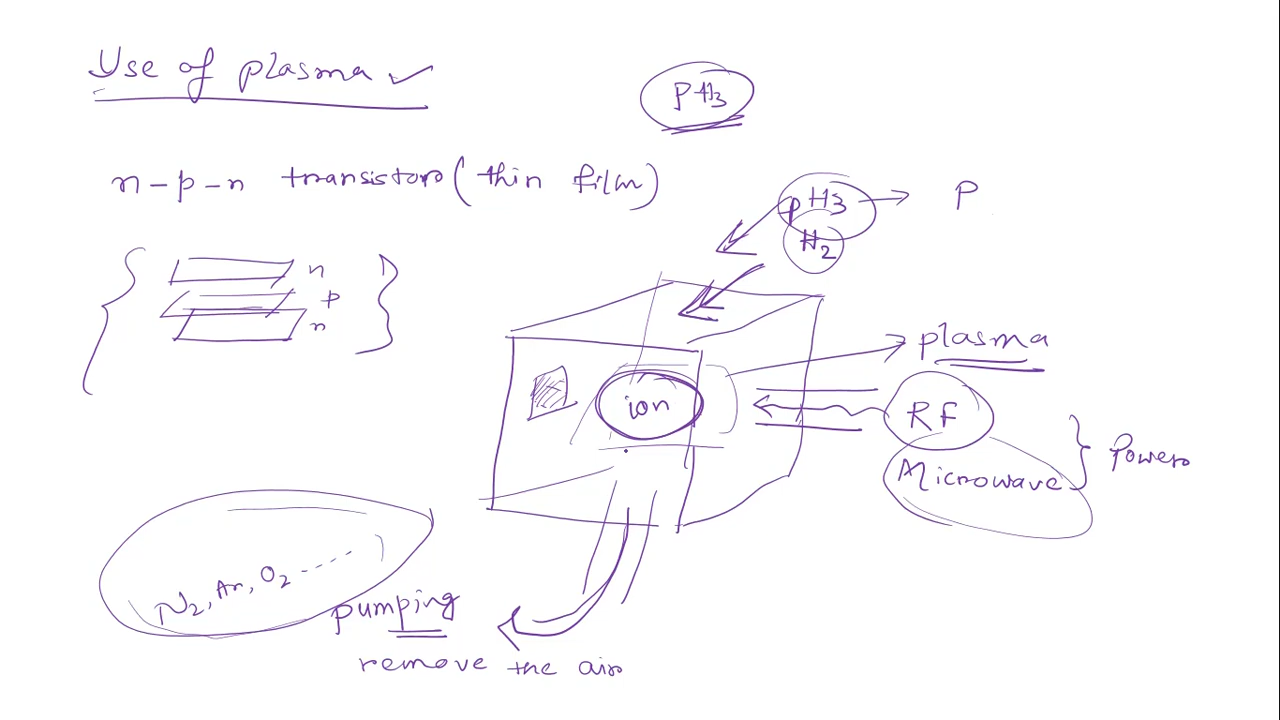 Use of plasma
PH3
n-p-n transistors (thin film)
pH3 → P
H2
n
p
n
plasma
ion
RF
Microwave
Power
N2, Ar, O2 -----
pumping
remove the air